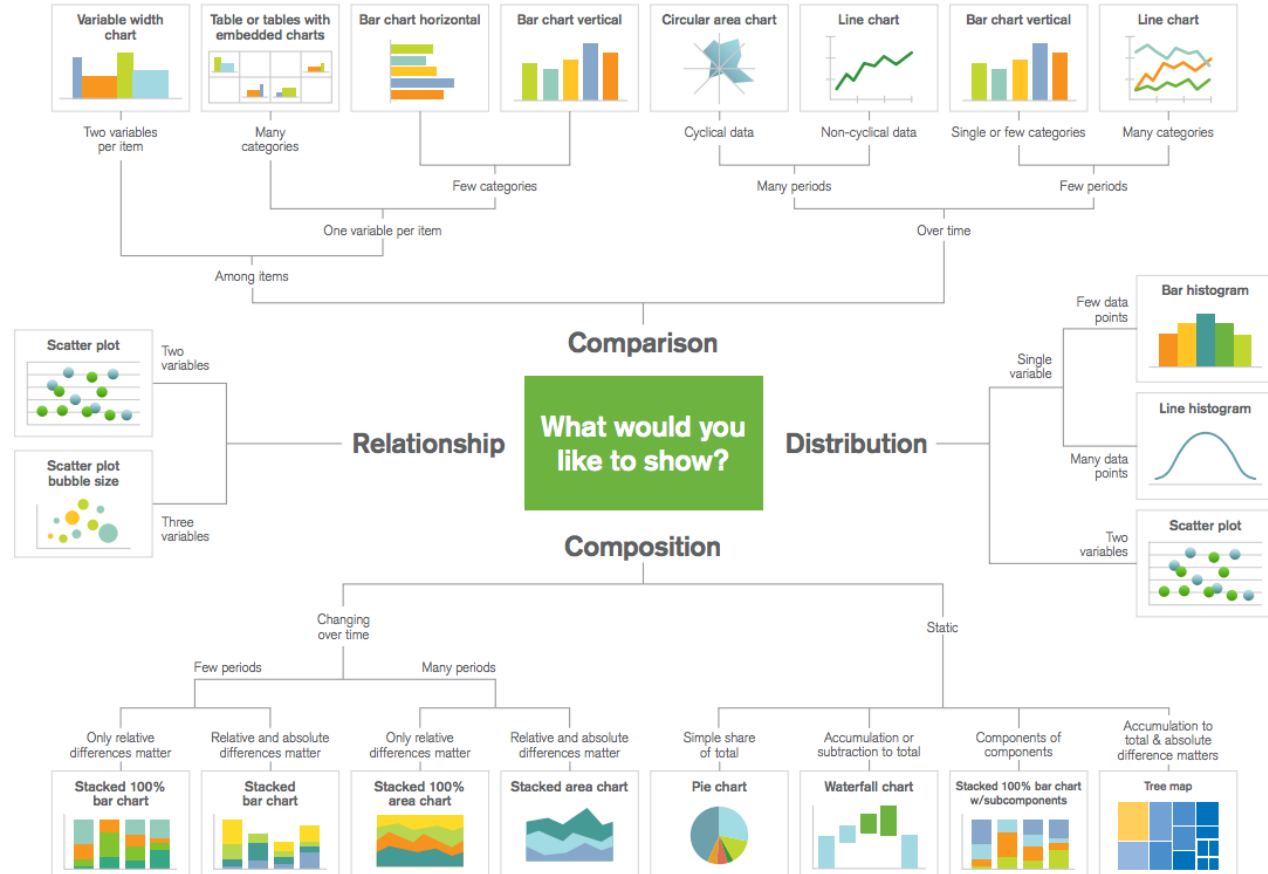 Variable width
chart
Table or tables with
embedded charts
Bar chart horizontal
Bar chart vertical
Circular area chart
Line chart
Bar chart vertical
Line chart
Two variables
per item
Many
categories
Cyclical data
Non-cyclical data
Single or few categories
Many categories
Few categories
Many periods
Few periods
One variable per item
Over time
Among items
Comparison
What would you
like to show?
Relationship
Scatter plot
Two
variables
Scatter plot
bubble size
Three
variables
Distribution
Single
variable
Few data
points
Bar histogram
Many data
points
Line histogram
Two
variables
Scatter plot
Composition
Changing
over time
Static
Few periods
Many periods
Only relative
differences matter
Relative and absolute
differences matter
Only relative
differences matter
Relative and absolute
differences matter
Simple share
of total
Accumulation or
subtraction to total
Components of
components
Accumulation to
total & absolute
difference matters
Stacked 100%
bar chart
Stacked
bar chart
Stacked 100%
area chart
Stacked area chart
Pie chart
Waterfall chart
Stacked 100% bar chart
w/subcomponents
Tree map